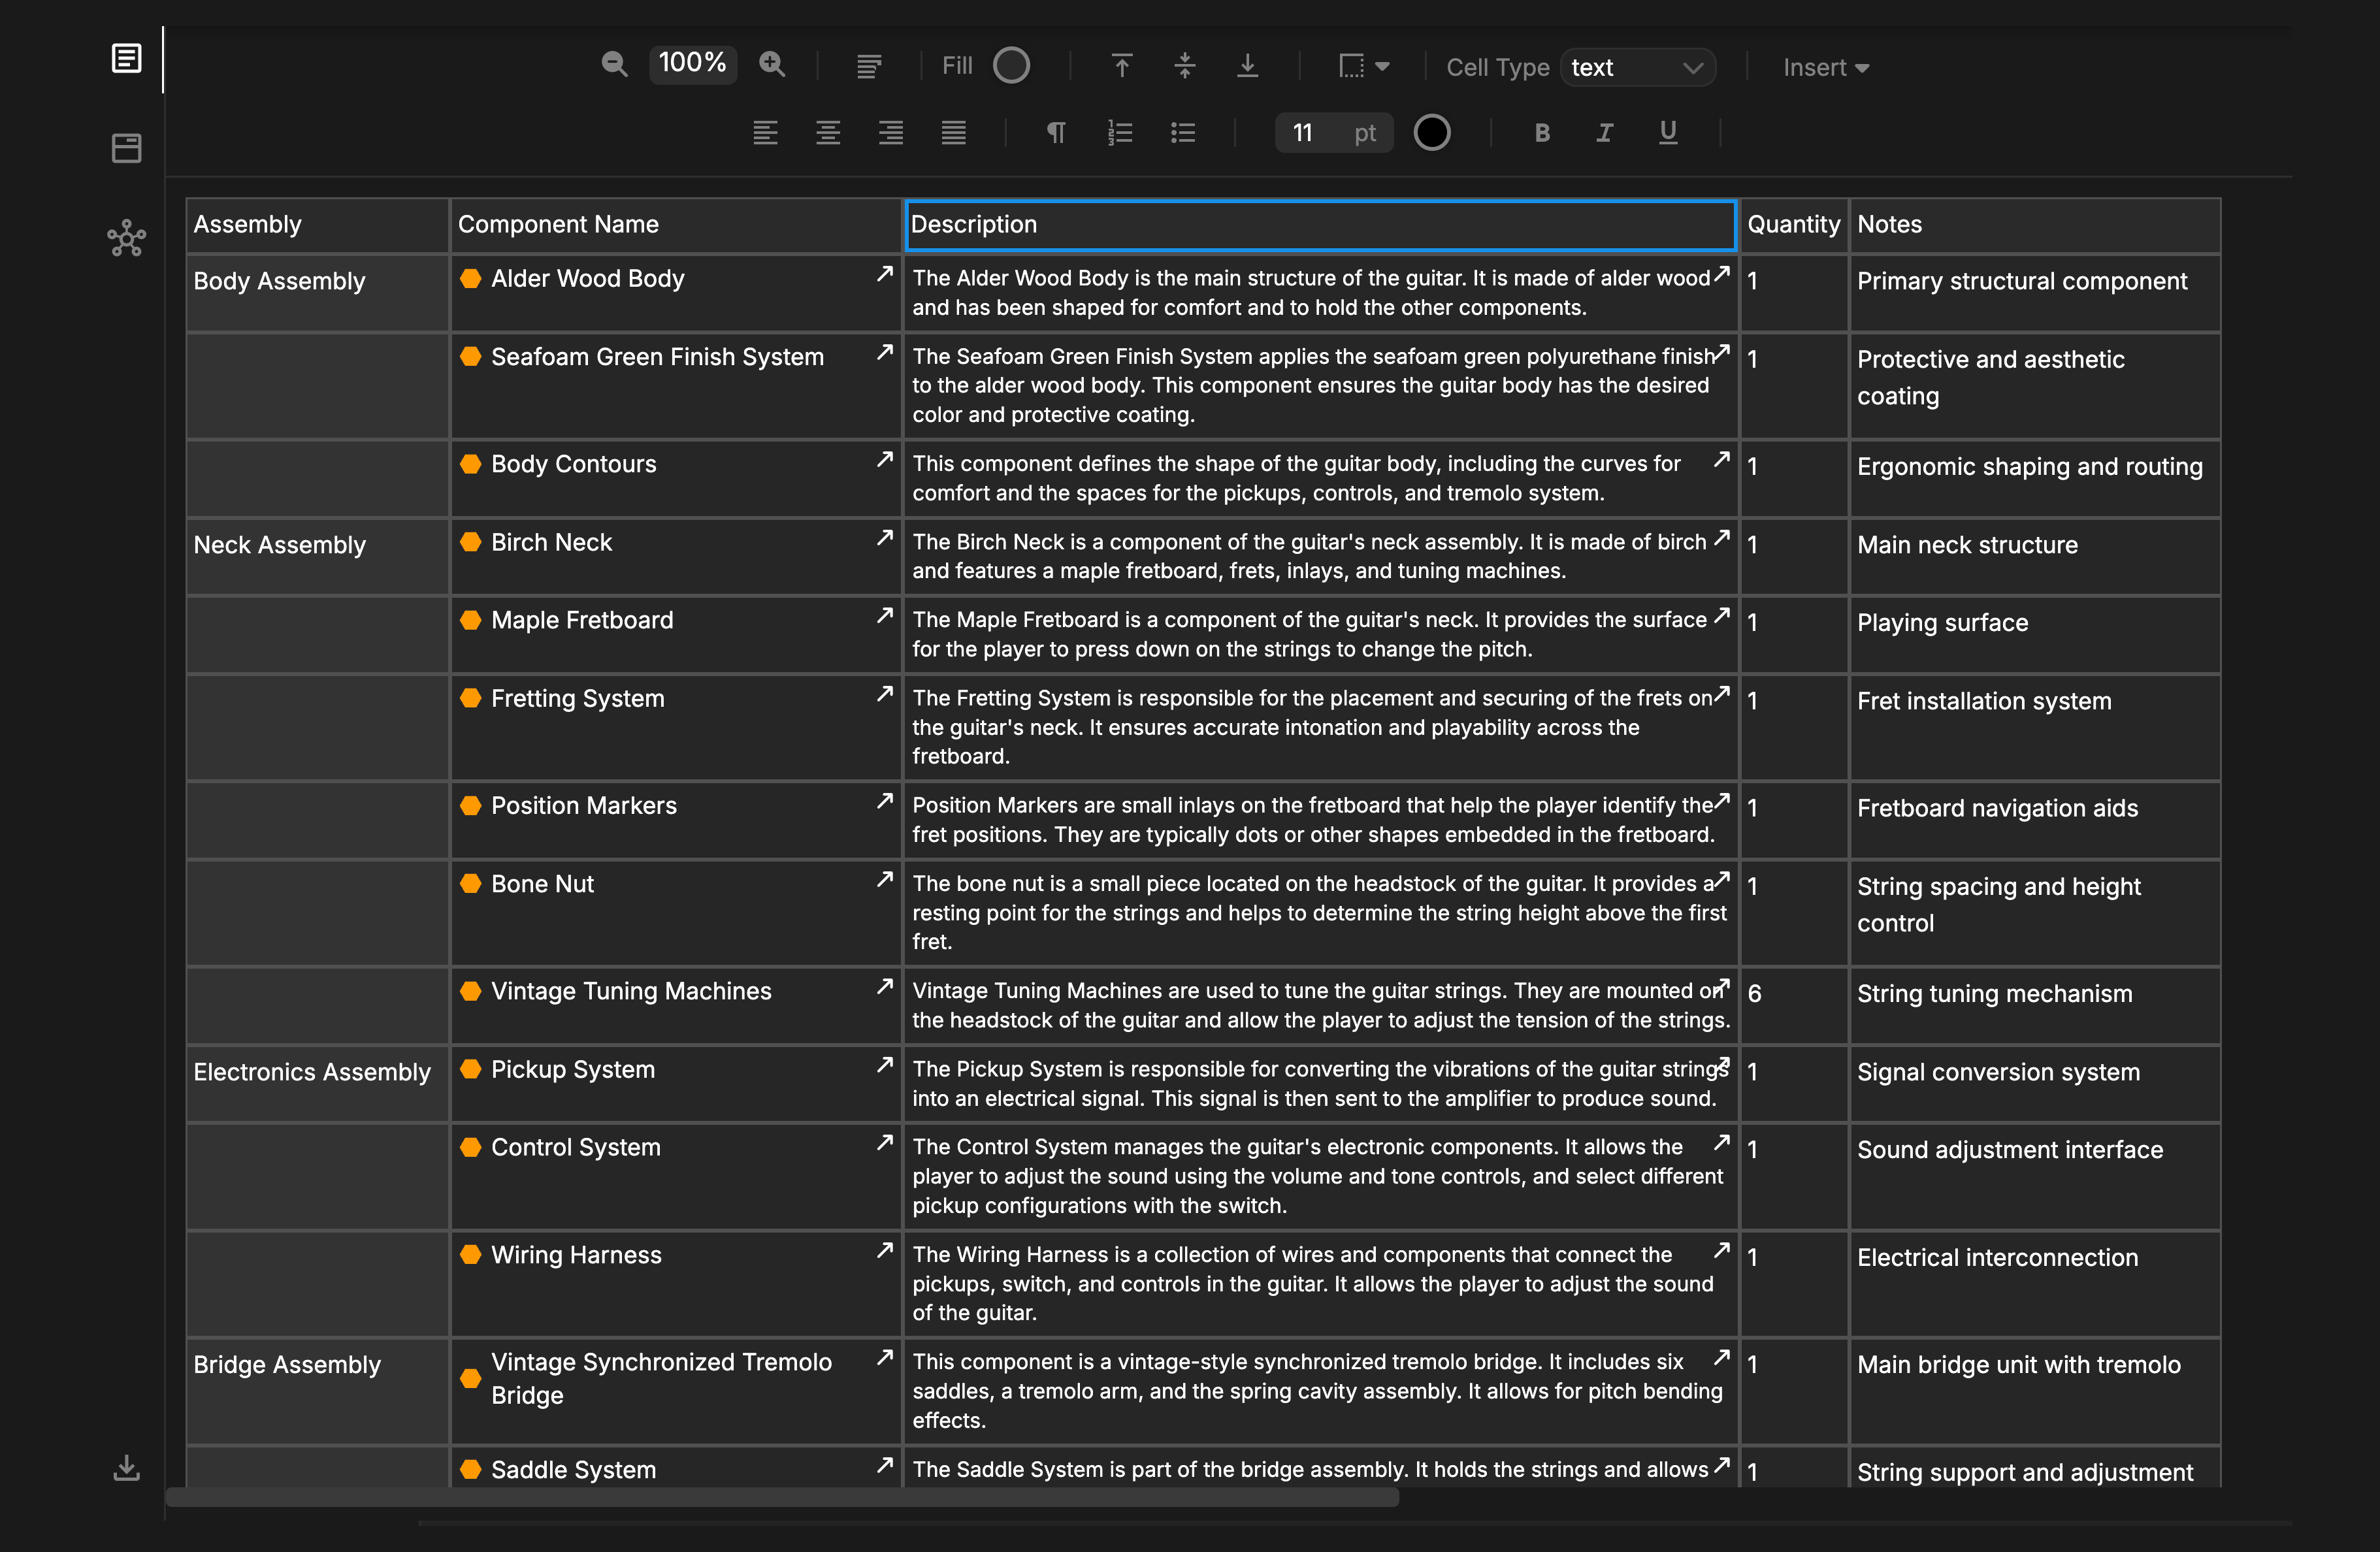 100%
Fill
Cell Type
text
Insert
11 pt
B I U
Assembly
Component Name
Description
Quantity
Notes
Body Assembly
Alder Wood Body
The Alder Wood Body is the main structure of the guitar. It is made of alder wood
and has been shaped for comfort and to hold the other components.
1
Primary structural component
Seafoam Green Finish System
The Seafoam Green Finish System applies the seafoam green polyurethane finish
to the alder wood body. This component ensures the guitar body has the desired
color and protective coating.
1
Protective and aesthetic
coating
Body Contours
This component defines the shape of the guitar body, including the curves for
comfort and the spaces for the pickups, controls, and tremolo system.
1
Ergonomic shaping and routing
Neck Assembly
Birch Neck
The Birch Neck is a component of the guitar's neck assembly. It is made of birch
and features a maple fretboard, frets, inlays, and tuning machines.
1
Main neck structure
Maple Fretboard
The Maple Fretboard is a component of the guitar's neck. It provides the surface
for the player to press down on the strings to change the pitch.
1
Playing surface
Fretting System
The Fretting System is responsible for the placement and securing of the frets on
the guitar's neck. It ensures accurate intonation and playability across the
fretboard.
1
Fret installation system
Position Markers
Position Markers are small inlays on the fretboard that help the player identify the
fret positions. They are typically dots or other shapes embedded in the fretboard.
1
Fretboard navigation aids
Bone Nut
The bone nut is a small piece located on the headstock of the guitar. It provides a
resting point for the strings and helps to determine the string height above the first
fret.
1
String spacing and height
control
Vintage Tuning Machines
Vintage Tuning Machines are used to tune the guitar strings. They are mounted on
the headstock of the guitar and allow the player to adjust the tension of the strings.
6
String tuning mechanism
Electronics Assembly
Pickup System
The Pickup System is responsible for converting the vibrations of the guitar strings
into an electrical signal. This signal is then sent to the amplifier to produce sound.
1
Signal conversion system
Control System
The Control System manages the guitar's electronic components. It allows the
player to adjust the sound using the volume and tone controls, and select different
pickup configurations with the switch.
1
Sound adjustment interface
Wiring Harness
The Wiring Harness is a collection of wires and components that connect the
pickups, switch, and controls in the guitar. It allows the player to adjust the sound
of the guitar.
1
Electrical interconnection
Bridge Assembly
Vintage Synchronized Tremolo
Bridge
This component is a vintage-style synchronized tremolo bridge. It includes six
saddles, a tremolo arm, and the spring cavity assembly. It allows for pitch bending
effects.
1
Main bridge unit with tremolo
Saddle System
The Saddle System is part of the bridge assembly. It holds the strings and allows
1
String support and adjustment